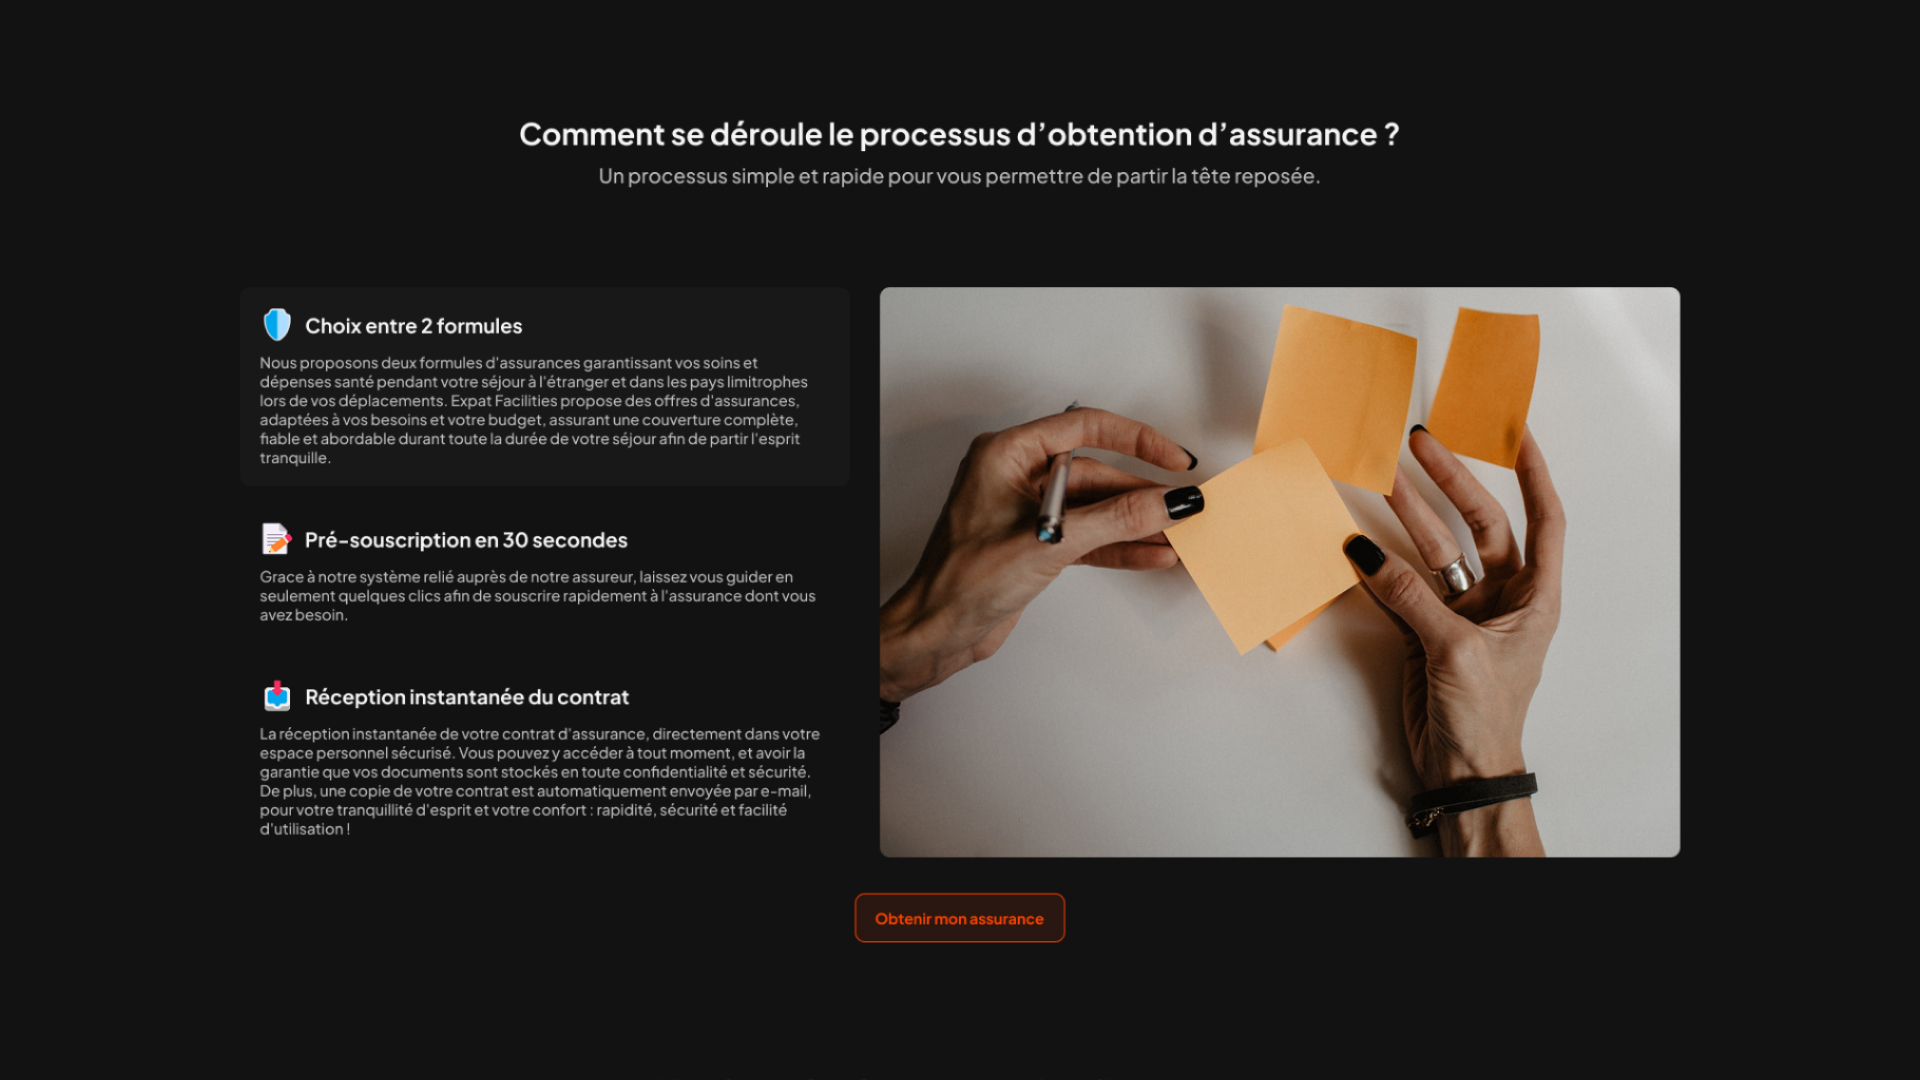 Comment se déroule le processus d’obtention d’assurance ?
Un processus simple et rapide pour vous permettre de partir la tête reposée.
Choix entre 2 formules
Nous proposons deux formules d'assurances garantissant vos soins et
dépenses santé pendant votre séjour à l'étranger et dans les pays limitrophes
lors de vos déplacements. Expat Facilities propose des offres d'assurances,
adaptées à vos besoins et votre budget, assurant une couverture complète,
fiable et abordable durant toute la durée de votre séjour afin de partir l'esprit
tranquille.
Pré-souscription en 30 secondes
Grace à notre système relié auprès de notre assureur, laissez vous guider en
seulement quelques clics afin de souscrire rapidement à l'assurance dont vous
avez besoin.
Réception instantanée du contrat
La réception instantanée de votre contrat d'assurance, directement dans votre
espace personnel sécurisé. Vous pouvez y accéder à tout moment, et avoir la
garantie que vos documents sont stockés en toute confidentialité et sécurité.
De plus, une copie de votre contrat est automatiquement envoyée par e-mail,
pour votre tranquillité d'esprit et votre confort : rapidité, sécurité et facilité
d'utilisation !
Obtenir mon assurance